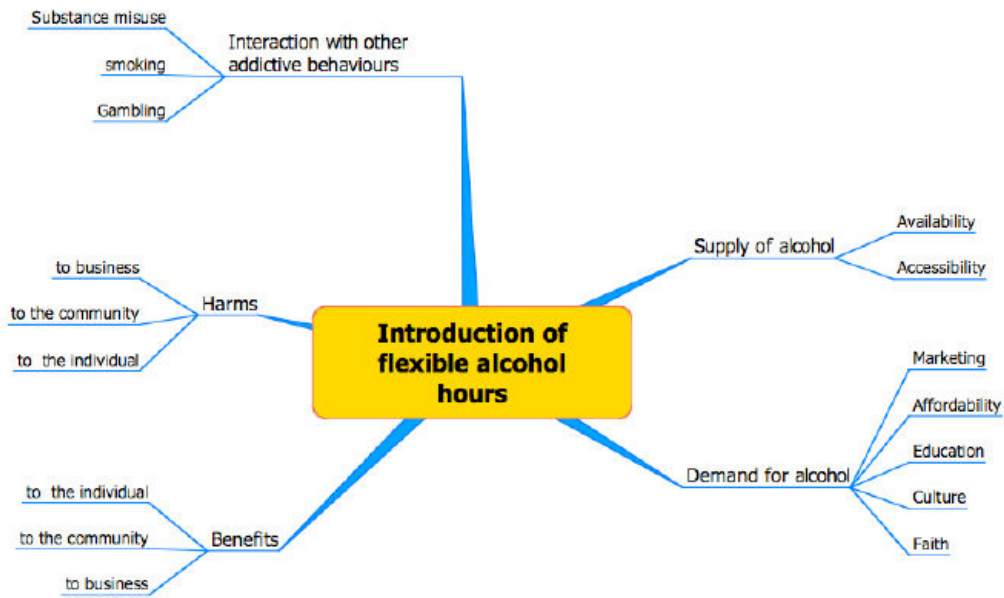 Substance misuse
smoking
Gambling
Interaction with other
addictive behaviours
Supply of alcohol
Availability
Accessibility
to business
to the community
to the individual
Harms
Introduction of
flexible alcohol
hours
Marketing
Affordability
Education
Culture
Faith
Demand for alcohol
to the individual
to the community
to business
Benefits